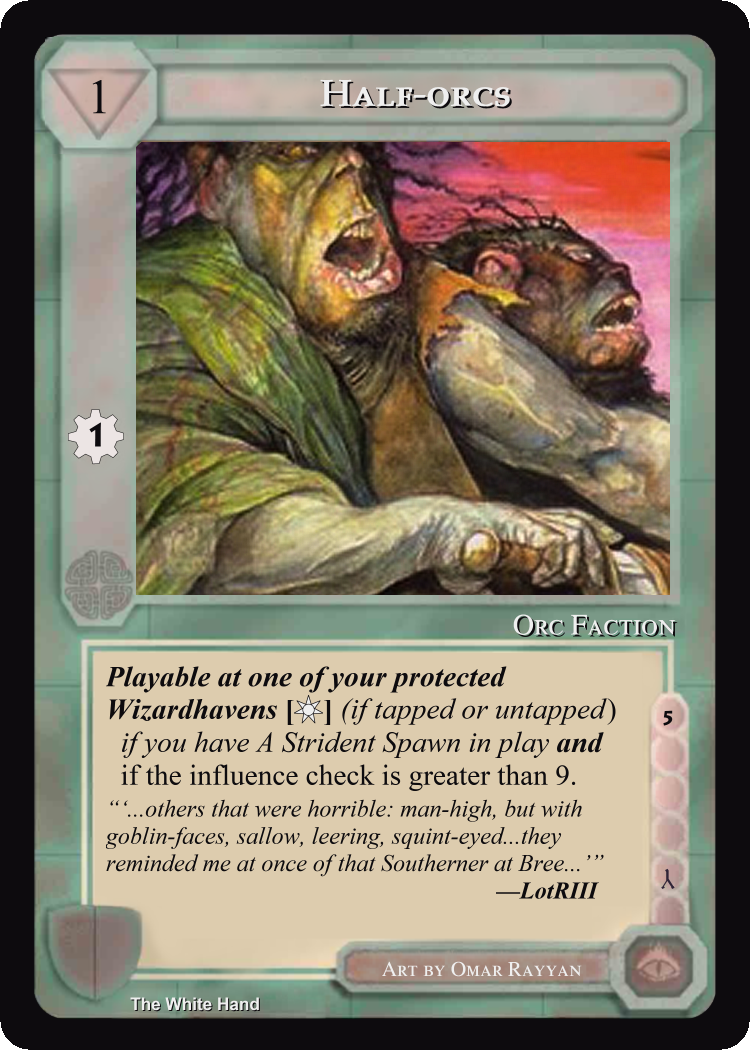 1
Half-orcs
1
Orc Faction
Playable at one of your protected
Wizardhavens [] (if tapped or untapped)
if you have A Strident Spawn in play and
if the influence check is greater than 9.
“‘...others that were horrible: man-high, but with
goblin-faces, sallow, leering, squint-eyed...they
reminded me at once of that Southerner at Bree...’”
—LotRIII
5
Art by Omar Rayyan
The White Hand